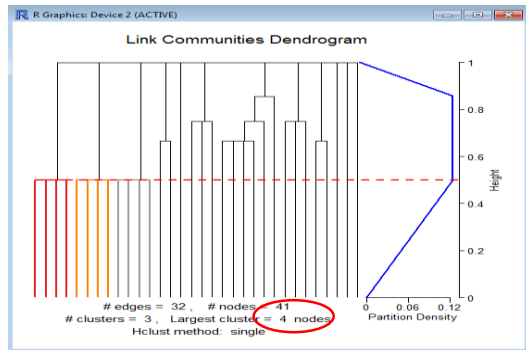 R Graphics: Device 2 (ACTIVE)
Link Communities Dendrogram
1
0.8
0.6
0.4
0.2
0
Height
0 0.06 0.12
Partition Density
# edges = 32 , # nodes = 41
# clusters = 3 , Largest cluster = 4 nodes
Hclust method: single